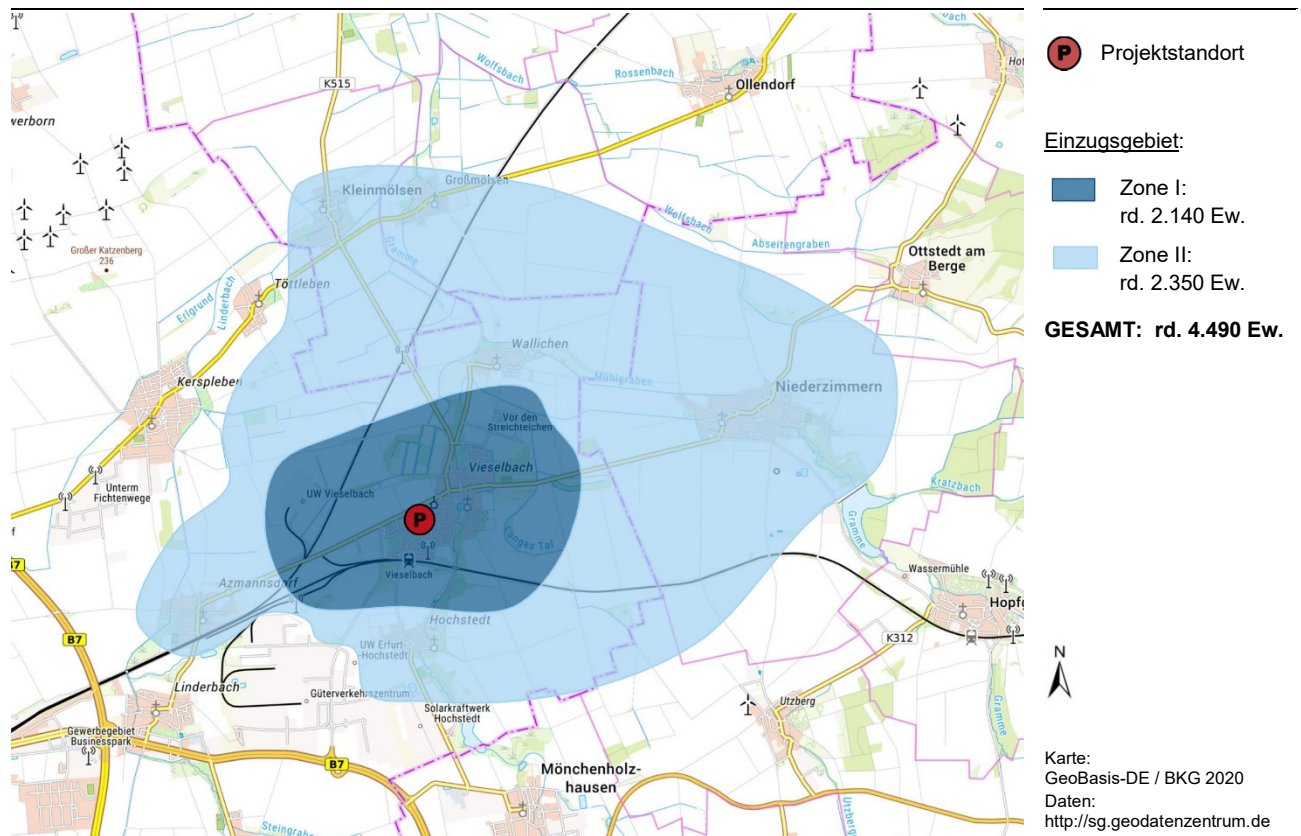 K515
Wolfsbach
Rossenbach
Ollendorf
Kleinmölsen
Großmölsen
Gramme
Großer Katzenberg
236
Wolfsbach
Abseitengraben
Ottstedt am
Berge
Erlgrund
Linderbach
Töttleben
Wallichen
Mühlgraben
Niederzimmern
Kerspleben
Vor den
Streichteichen
Vieselbach
Unterm
Fichtenwege
UW Vieselbach
P
Langes Tal
Kratzbach
Gramme
Vieselbach
Azmannsdorf
Wassermühle
Hochstedt
B7
K312
UW Erfurt
-Hochstedt
Linderbach
Güterverkehrszentrum
Solarkraftwerk
Hochstedt
Utzberg
Gramme
Gewerbegebiet
Businesspark
B7
Mönchenholz-
hausen
P Projektstandort
Einzugsgebiet:
Zone I:
rd. 2.140 Ew.
Zone II:
rd. 2.350 Ew.
GESAMT: rd. 4.490 Ew.
N
Karte:
GeoBasis-DE / BKG 2020
Daten:
http://sg.geodatenzentrum.de